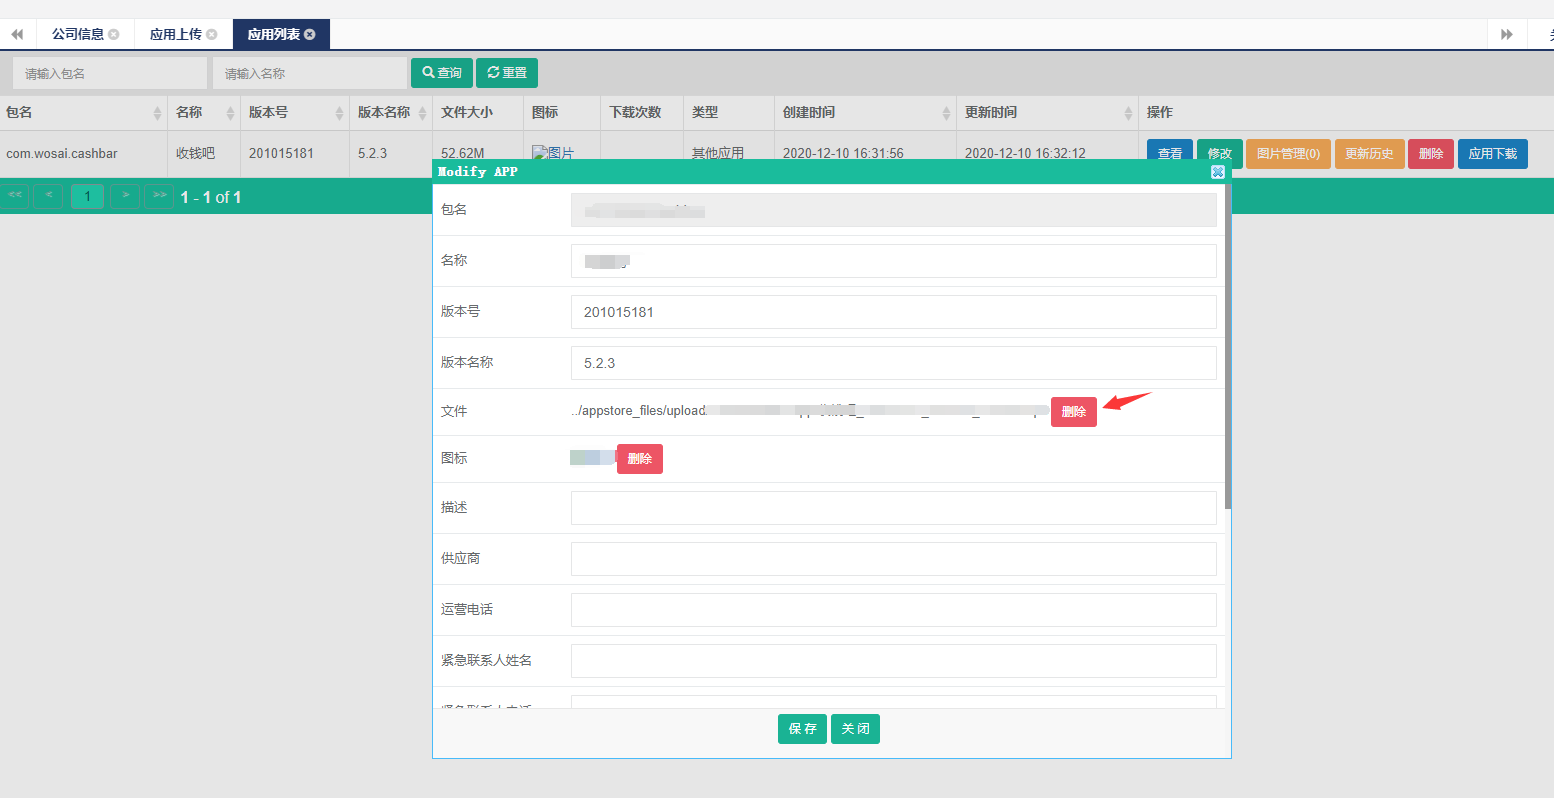 公司信息 应用上传 应用列表
请输入包名 请输入名称 查询 重置
包名 名称 版本号 版本名称 文件大小 图标 下载次数 类型 创建时间 更新时间 操作
com.wosai.cashbar 收钱吧 201015181 5.2.3 52.62M 图片 其他应用 2020-12-10 16:31:56 2020-12-10 16:32:12 查看 修改 图片管理(0) 更新历史 删除 应用下载
<< < 1 > >> 1 - 1 of 1
Modify APP
包名
名称
版本号 201015181
版本名称 5.2.3
文件 ../appstore_files/upload 删除
图标 删除
描述
供应商
运营电话
紧急联系人姓名
紧急联系人电话
保存 关闭